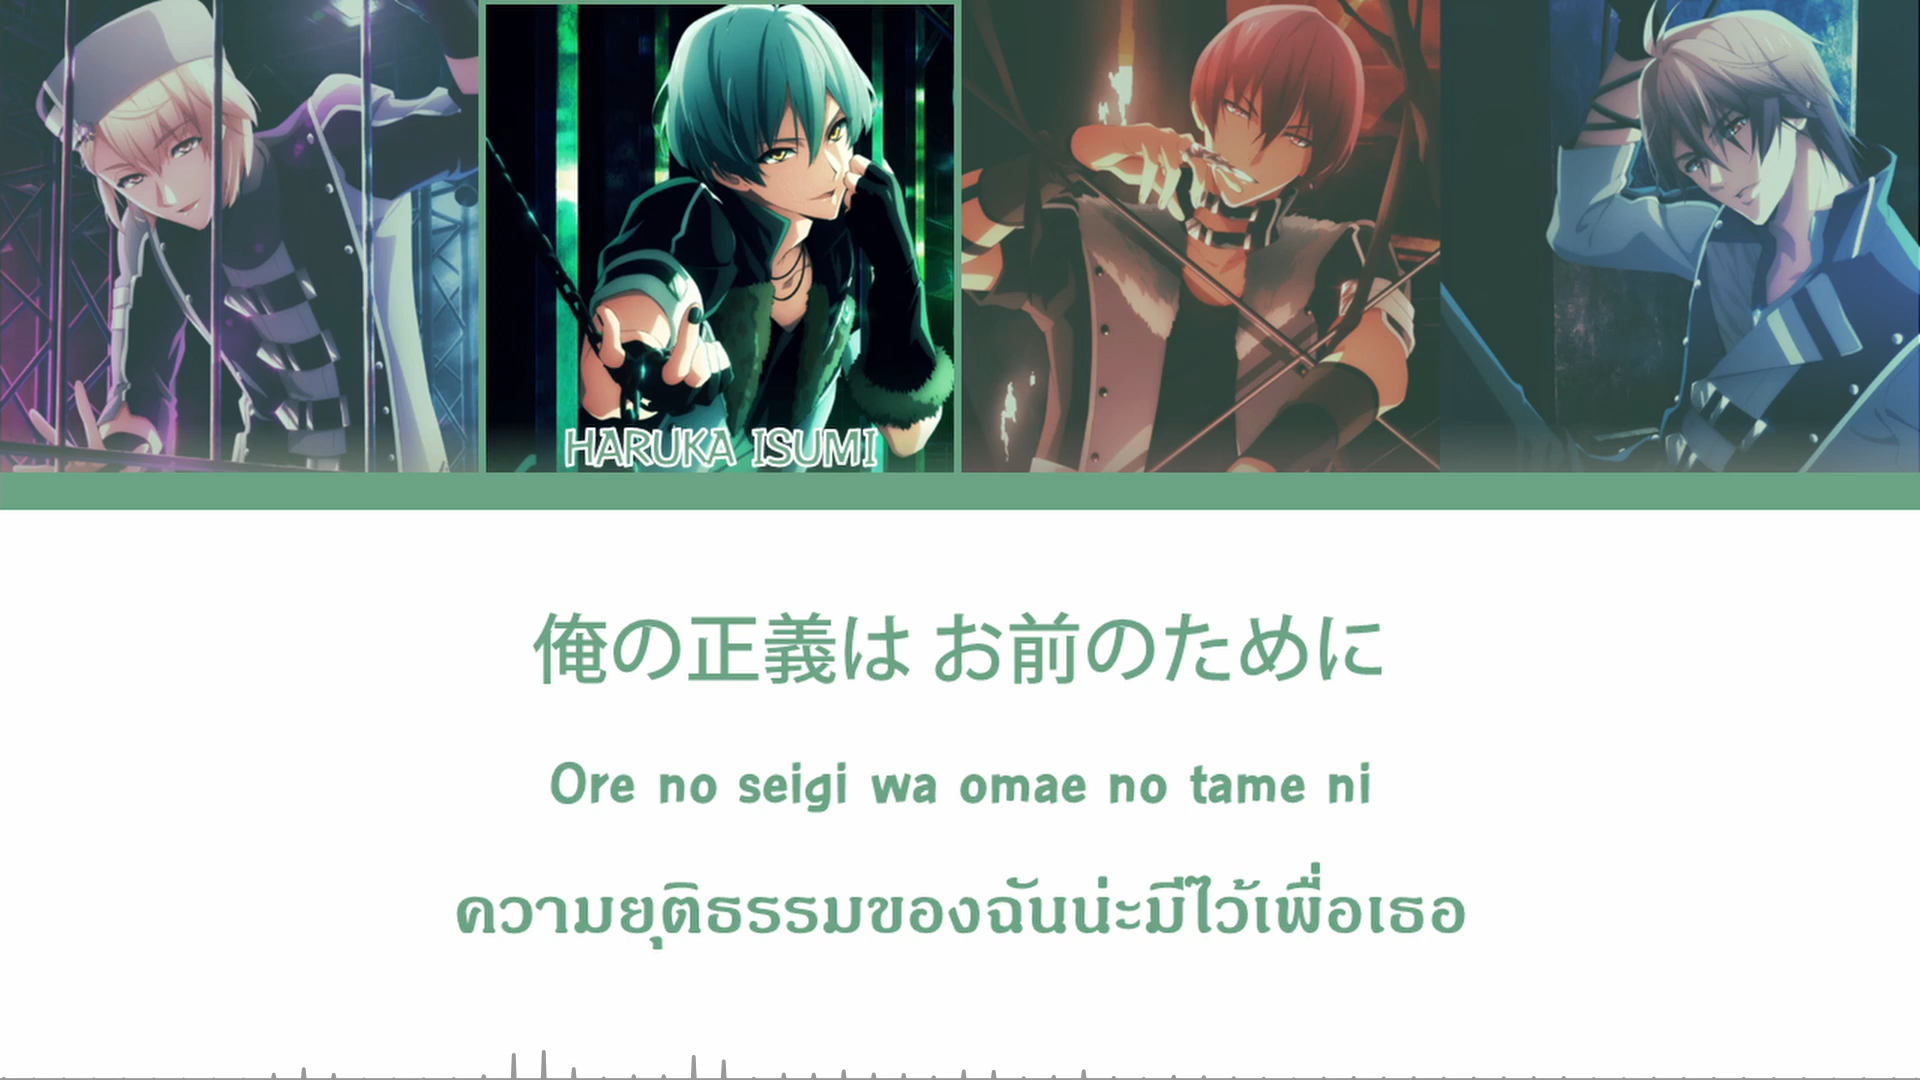 HARUKA ISUMI
俺の正義は お前のために
Ore no seigi wa omae no tame ni
ความยุติธรรมของฉันน่ะมีไว้เพื่อเธอ